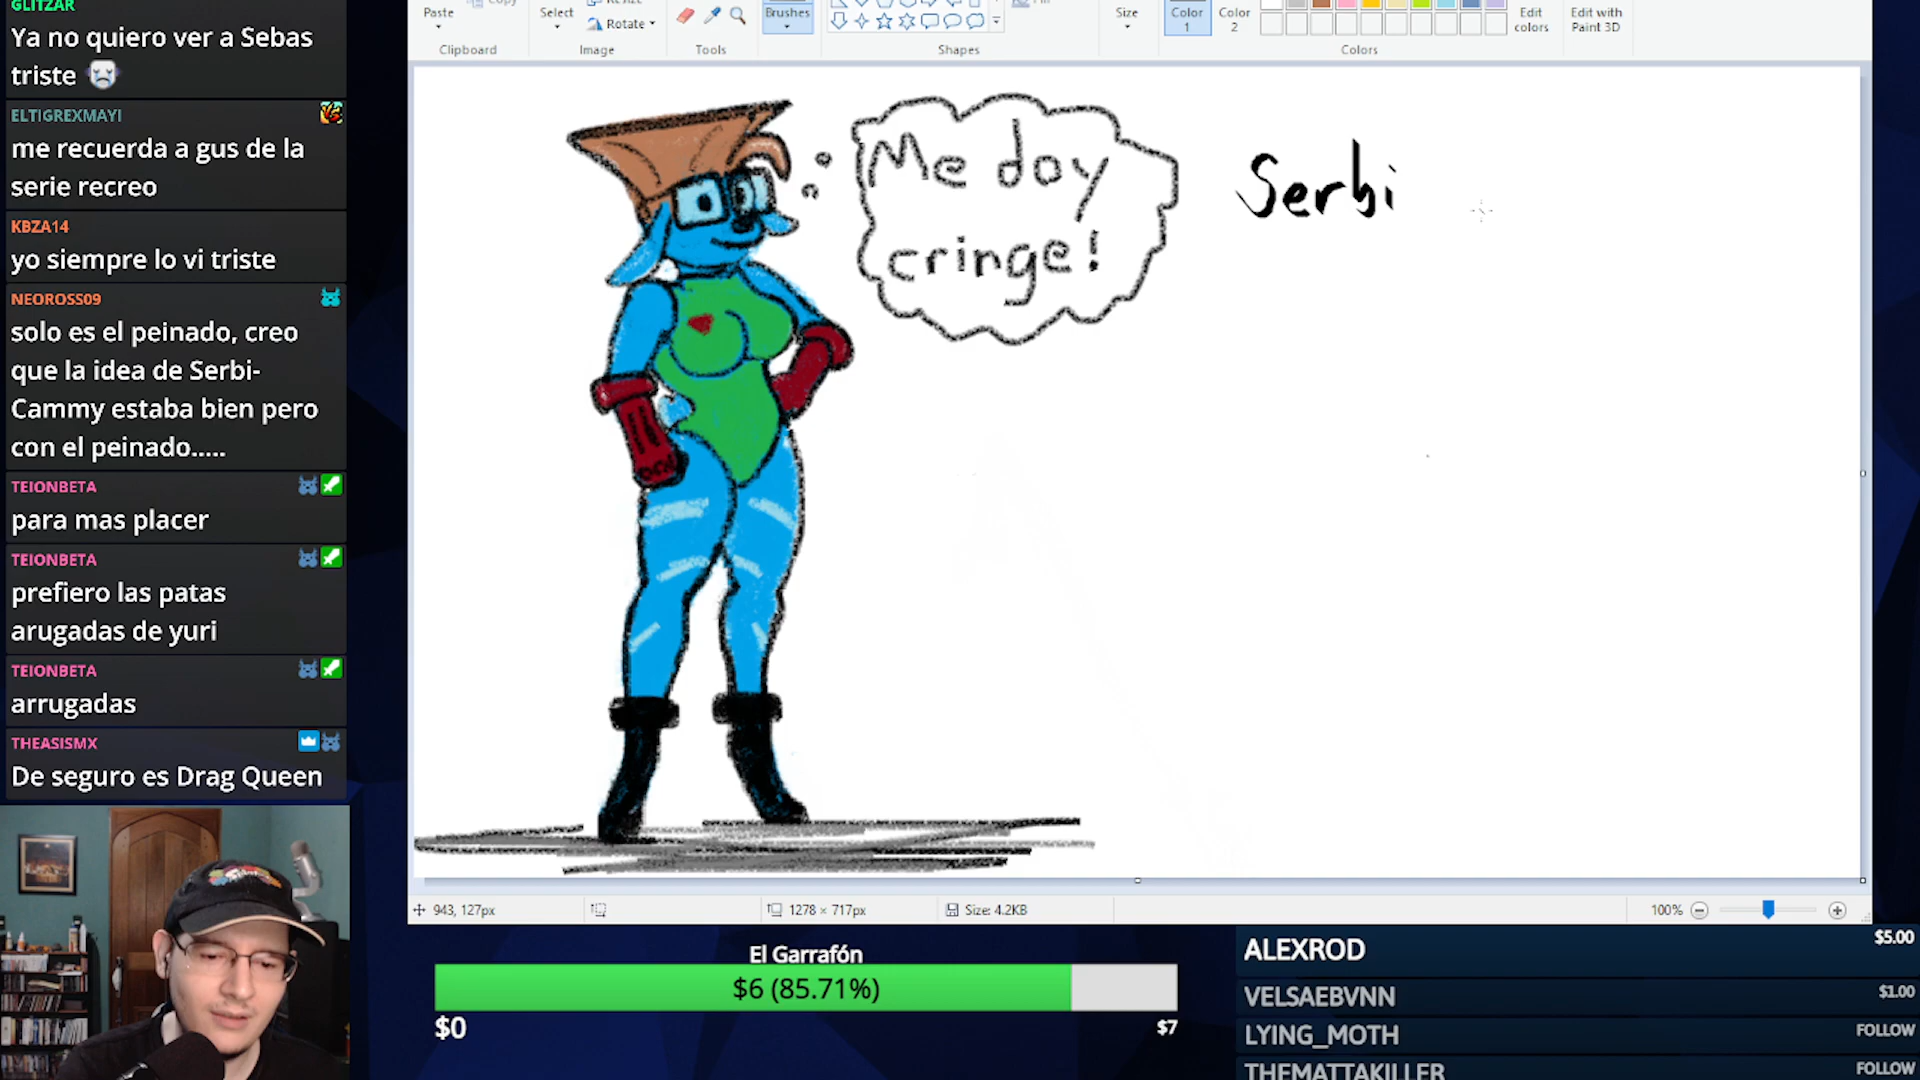 GLITZAR
Ya no quiero ver a Sebas
triste
ELTIGREXMAYI
me recuerda a gus de la
serie recreo
KBZA14
yo siempre lo vi triste
NEOROSS09
solo es el peinado, creo
que la idea de Serbi-
Cammy estaba bien pero
con el peinado.....
TEIONBETA
para mas placer
TEIONBETA
prefiero las patas
arugadas de yuri
TEIONBETA
arrugadas
THEASISMX
De seguro es Drag Queen
Paste
Copy
Clipboard
Select
Resize
Rotate
Image
Tools
Brushes
Shapes
Fill
Size
Color
1
Color
2
Edit
colors
Edit with
Paint 3D
Colors
Me doy
cringe!
Serbi
943, 127px
1278 × 717px
Size: 4.2KB
100%
El Garrafón
$6 (85.71%)
$0
$7
ALEXROD
$5.00
VELSAEBVNN
$1.00
LYING_MOTH
FOLLOW
THEMATTAKILLER
FOLLOW